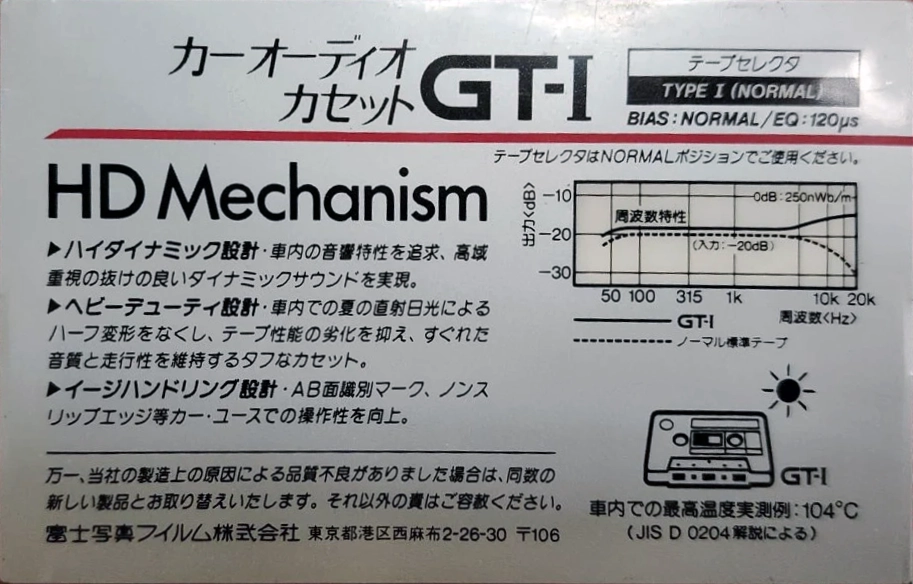 カーオーディオ
カセット GT-I
テープセレクタ
TYPE I (NORMAL)
BIAS:NORMAL/EQ:120μs
テープセレクタはNORMALポジションでご使用ください。
HD Mechanism
▶ハイダイナミック設計・車内の音響特性を追求、高域
重視の抜けの良いダイナミックサウンドを実現。
▶ヘビーデューティ設計・車内での夏の直射日光による
ハーフ変形をなくし、テープ性能の劣化を抑え、すぐれた
音質と走行性を維持するタフなカセット。
▶イージハンドリング設計・AB面識別マーク、ノンス
リップエッジ等カー・ユースでの操作性を向上。
出力<dB>
-10
-20
-30
0dB:250nWb/m
周波数特性
(入力:-20dB)
50 100 315 1k 10k 20k
GT-I 周波数<Hz>
ノーマル標準テープ
GT-I
車内での最高温度実測例:104℃
(JIS D 0204解説による)
万一、当社の製造上の原因による品質不良がありました場合は、同数の
新しい製品とお取り替えいたします。それ以外の責はご容赦ください。
富士写真フイルム株式会社 東京都港区西麻布2-26-30 〒106